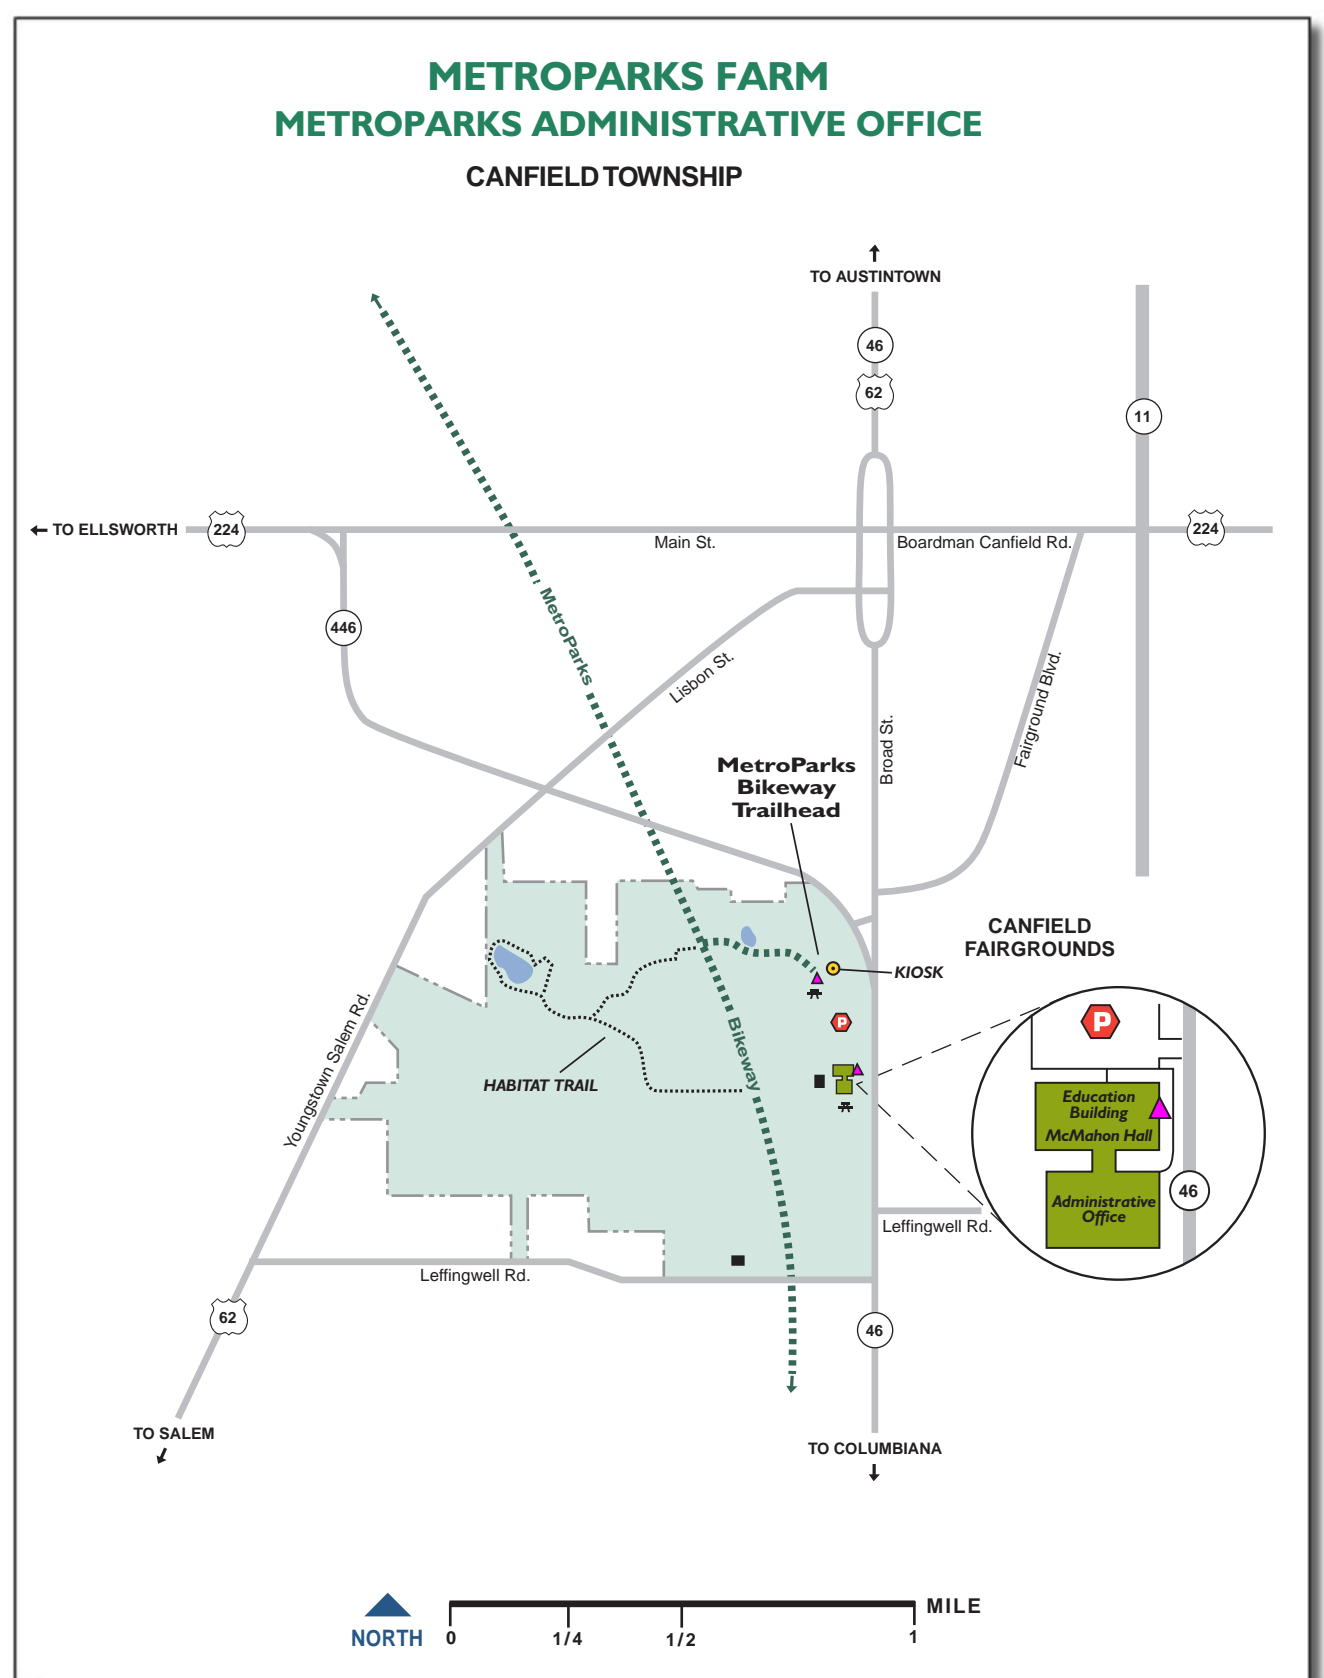 METROPARKS FARM
METROPARKS ADMINISTRATIVE OFFICE
CANFIELD TOWNSHIP
TO AUSTINTOWN
46
62
11
TO ELLSWORTH
224
224
Main St.
Boardman Canfield Rd.
446
MetroParks
Lisbon St.
Broad St.
Fairground Blvd.
MetroParks
Bikeway
Trailhead
CANFIELD
FAIRGROUNDS
KIOSK
P
P
Youngstown Salem Rd.
Bikeway
HABITAT TRAIL
Education
Building
McMahon Hall
Administrative
Office
46
Leffingwell Rd.
Leffingwell Rd.
62
46
TO SALEM
TO COLUMBIANA
MILE
NORTH
0
1/4
1/2
1